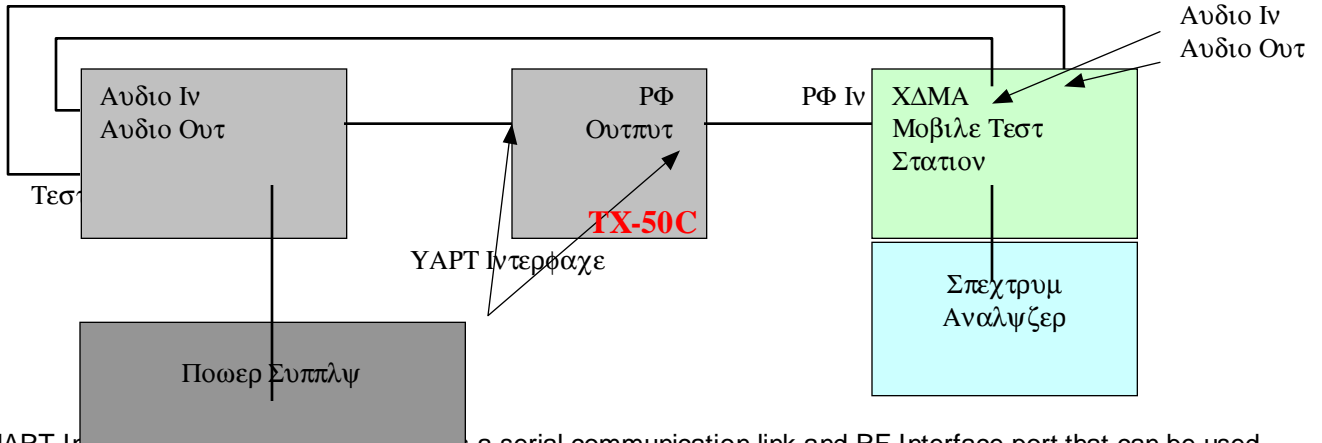 Αυδιο Ιν
Αυδιο Ουτ
Αυδιο Ιν
Αυδιο Ουτ
ΡΦ
Ουτπυτ
ΡΦ Ιν
ΧΔΜΑ
Μοβιλε Τεστ
Στατιον
Τεσ
TX-50C
ΥΑΡΤ Ιντερφαχε
Σπεχτρυμ
Αναλψζερ
Ποωερ Συππλψ
a serial communication link and RF Interface port that can be used